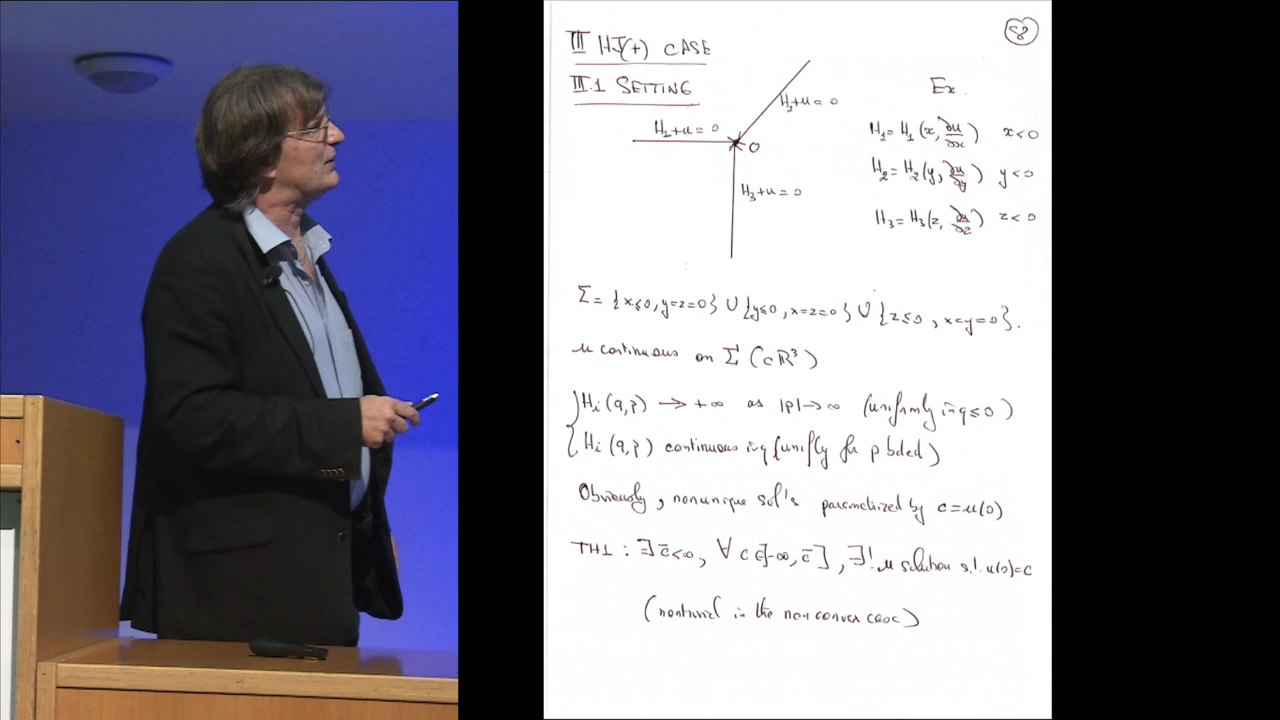 III HJ(+) CASE
III.1 SETTING
H₁+u=0
H₃+u=0
O
H₃+u=0
Ex.
H₁ = H₁(x, ∂u/∂x) x<0
H₂ = H₂(y, ∂u/∂y) y<0
H₃ = H₃(z, ∂u/∂z) z<0
Σ = {x≤0, y=z=0} ∪ {y≤0, x=z=0} ∪ {z≤0, x=y=0}.
u continuous on Σ (⊂ℝ³)
Hᵢ(q,p) → +∞ as |p|→∞ (uniformly in q≤0)
Hᵢ(q,p) continuous in q (unifly for p bded)
Obviously, nonunique sol's parametrized by c=u(0)
TH1 : ∃ c̄<∞, ∀ c ∈]-∞, c̄], ∃! u solution s.t. u(0)=c
(nontrivial in the non convex case)